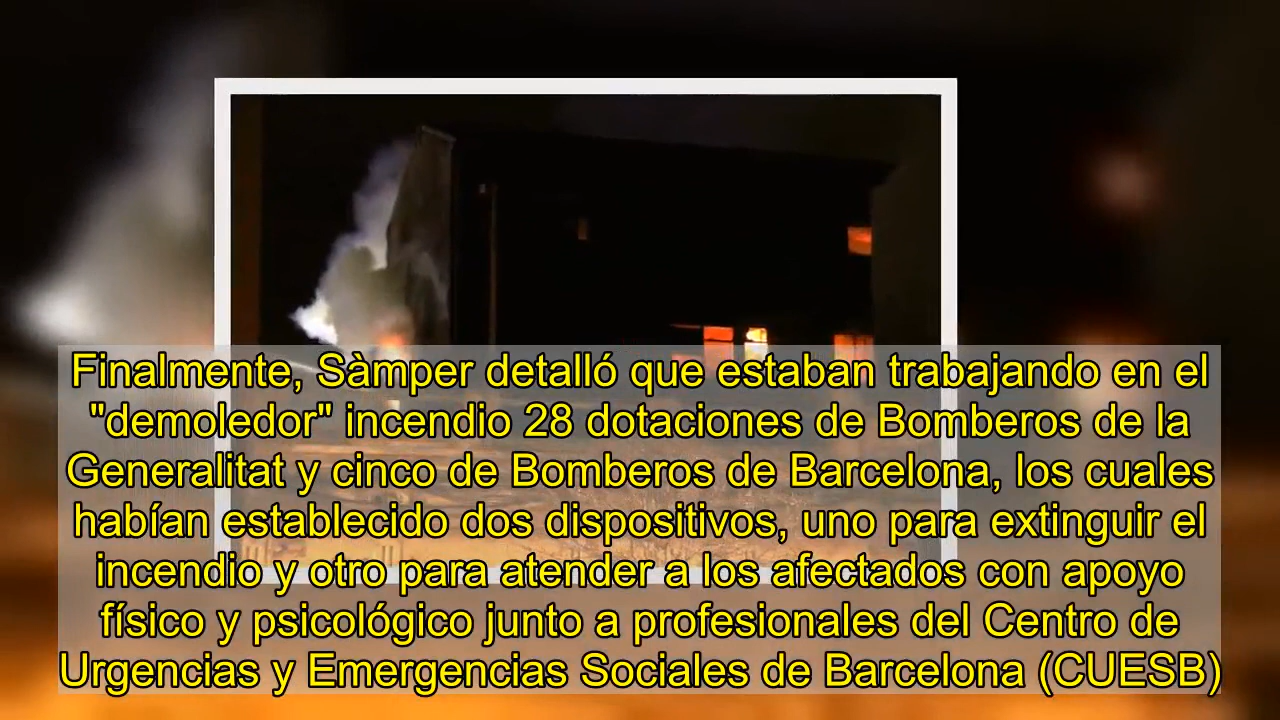 Finalmente, Sàmper detalló que estaban trabajando en el
"demoledor" incendio 28 dotaciones de Bomberos de la
Generalitat y cinco de Bomberos de Barcelona, los cuales
habían establecido dos dispositivos, uno para extinguir el
incendio y otro para atender a los afectados con apoyo
físico y psicológico junto a profesionales del Centro de
Urgencias y Emergencias Sociales de Barcelona (CUESB)